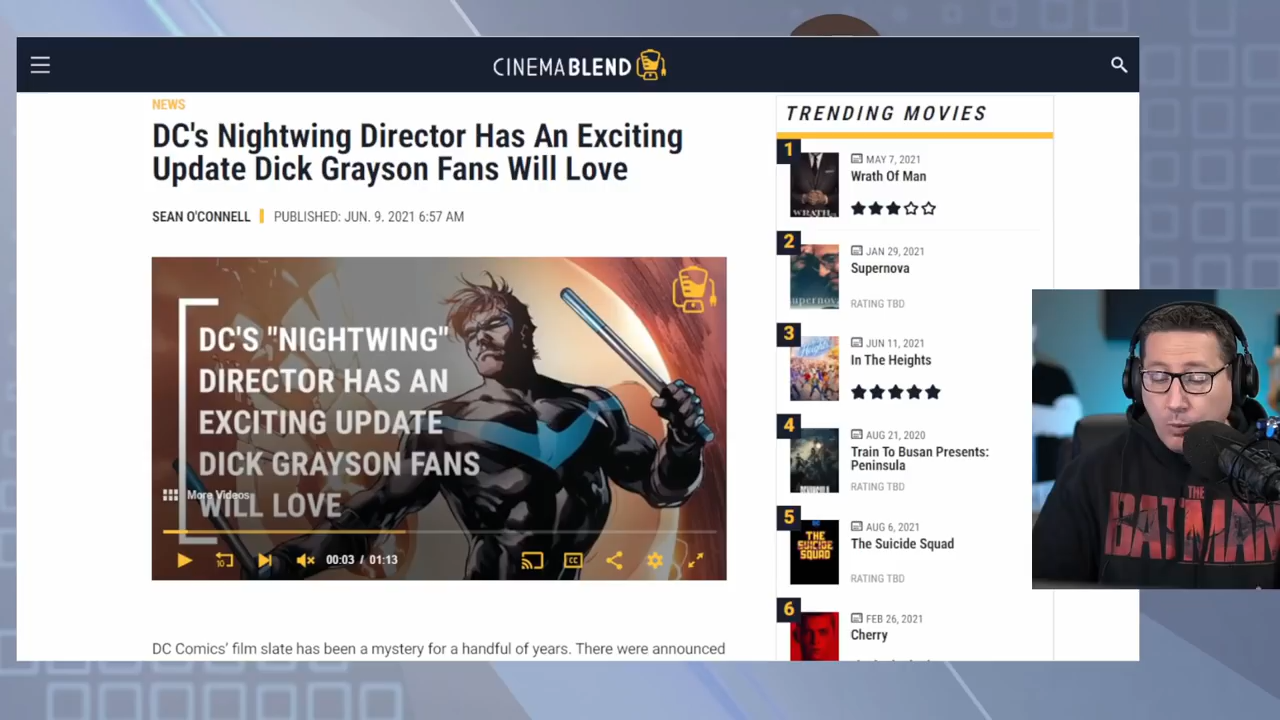 CINEMABLEND
NEWS
DC's Nightwing Director Has An Exciting
Update Dick Grayson Fans Will Love
SEAN O'CONNELL PUBLISHED: JUN. 9. 2021 6:57 AM
DC'S "NIGHTWING"
DIRECTOR HAS AN
EXCITING UPDATE
DICK GRAYSON FANS
More Videos
WILL LOVE
10
00:03 / 01:13
CC
DC Comics' film slate has been a mystery for a handful of years. There were announced
TRENDING MOVIES
1
MAY 7, 2021
Wrath Of Man
WRATH
2
JAN 29, 2021
Supernova
supernova
RATING TBD
3
JUN 11, 2021
In The Heights
4
AUG 21, 2020
Train To Busan Presents:
Peninsula
PENINSULA
RATING TBD
5
AUG 6, 2021
The Suicide Squad
THE
SUICIDE
SQUAD
RATING TBD
6
FEB 26, 2021
Cherry
THE
BATMAN